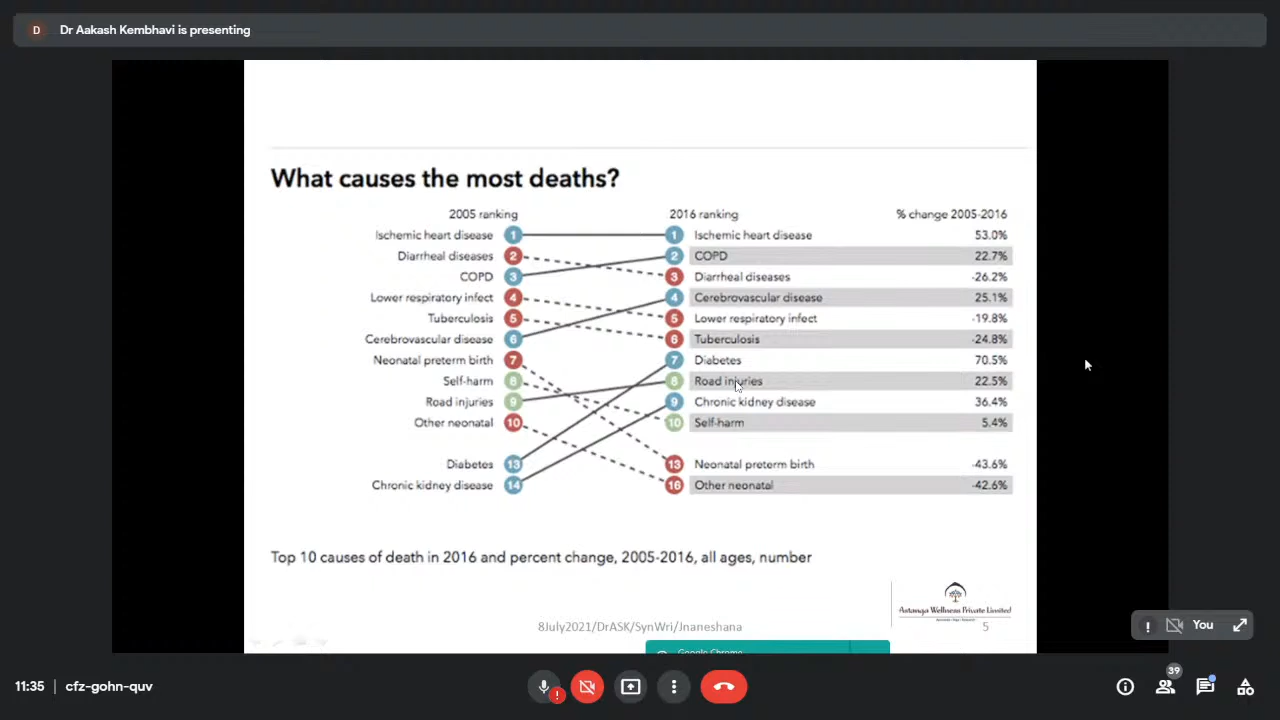 D Dr Aakash Kembhavi is presenting
What causes the most deaths?
2005 ranking 2016 ranking % change 2005-2016
Ischemic heart disease 1 1 Ischemic heart disease 53.0%
Diarrheal diseases 2 2 COPD 22.7%
COPD 3 3 Diarrheal diseases -26.2%
Lower respiratory infect 4 4 Cerebrovascular disease 25.1%
Tuberculosis 5 5 Lower respiratory infect -19.8%
Cerebrovascular disease 6 6 Tuberculosis -24.8%
Neonatal preterm birth 7 7 Diabetes 70.5%
Self-harm 8 8 Road injuries 22.5%
Road injuries 9 9 Chronic kidney disease 36.4%
Other neonatal 10 10 Self-harm 5.4%
Diabetes 13 13 Neonatal preterm birth -43.6%
Chronic kidney disease 14 16 Other neonatal -42.6%
Top 10 causes of death in 2016 and percent change, 2005-2016, all ages, number
Astanga Wellness Private Limited
8July2021/DrASK/SynWri/Jnaneshana 5
You
Google Chrome
11:35 cfz-gohn-quv
39